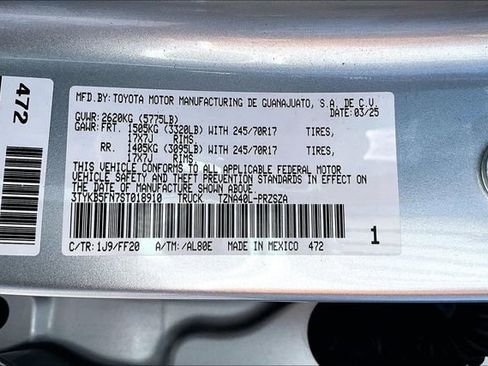 472
MFD.BY: TOYOTA MOTOR MANUFACTURING DE GUANAJUATO, S.A. DE C.V.
GVWR:2620KG (5775LB) DATE: 03/25
GAWR:FRT. 1505KG (3320LB) WITH 245/70R17 TIRES,
17X7J RIMS
RR. 1405KG (3095LB) WITH 245/70R17 TIRES,
17X7J RIMS
THIS VEHICLE CONFORMS TO ALL APPLICABLE FEDERAL MOTOR
VEHICLE SAFETY AND THEFT PREVENTION STANDARDS IN EFFECT ON
THE DATE OF MANUFACTURE SHOWN ABOVE.
3TYKB5FN7ST018910 TRUCK TZNA40L-PRZSZA
C/TR: 1J9/FF20 A/TM: /AL80E MADE IN MEXICO 472
1